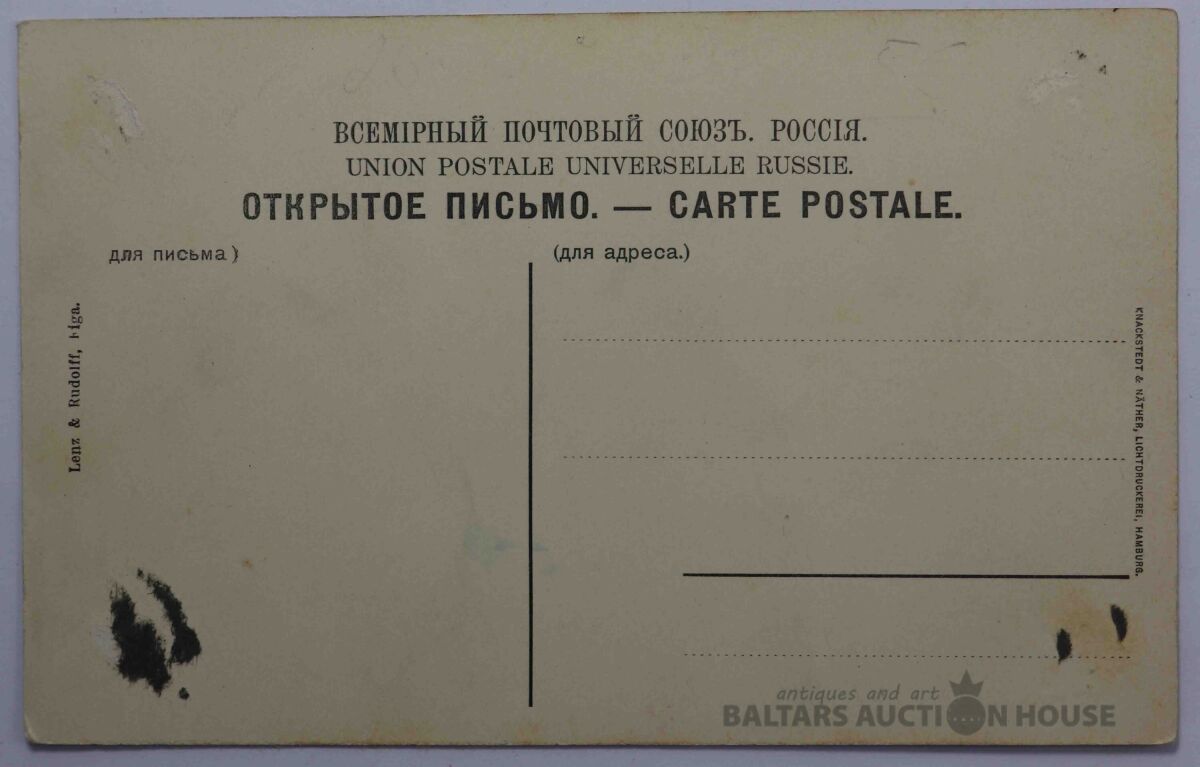 ВСЕМІРНЫЙ ПОЧТОВЫЙ СОЮЗЪ. РОССІЯ.
UNION POSTALE UNIVERSELLE RUSSIE.
ОТКРЫТОЕ ПИСЬМО. — CARTE POSTALE.
для письма)
(для адреса.)
Lenz & Rudolff, Riga.
KNACKSTEDT & NÄTHER, LICHTDRUCKEREI, HAMBURG.
antiques and art
BALTARS AUCTION HOUSE